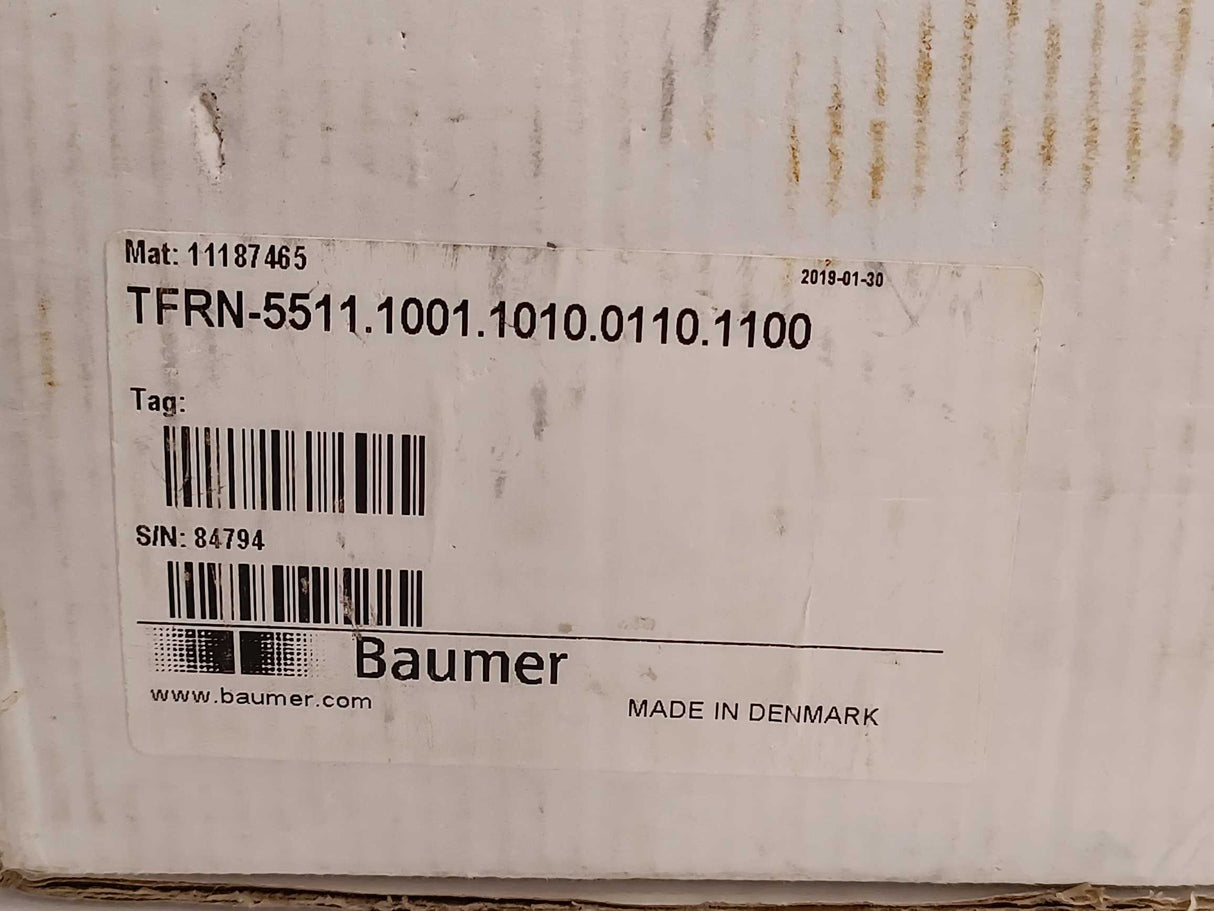 Mat: 11187465
2019-01-30
TFRN-5511.1001.1010.0110.1100
Tag:
S/N: 84794
Baumer
www.baumer.com
MADE IN DENMARK